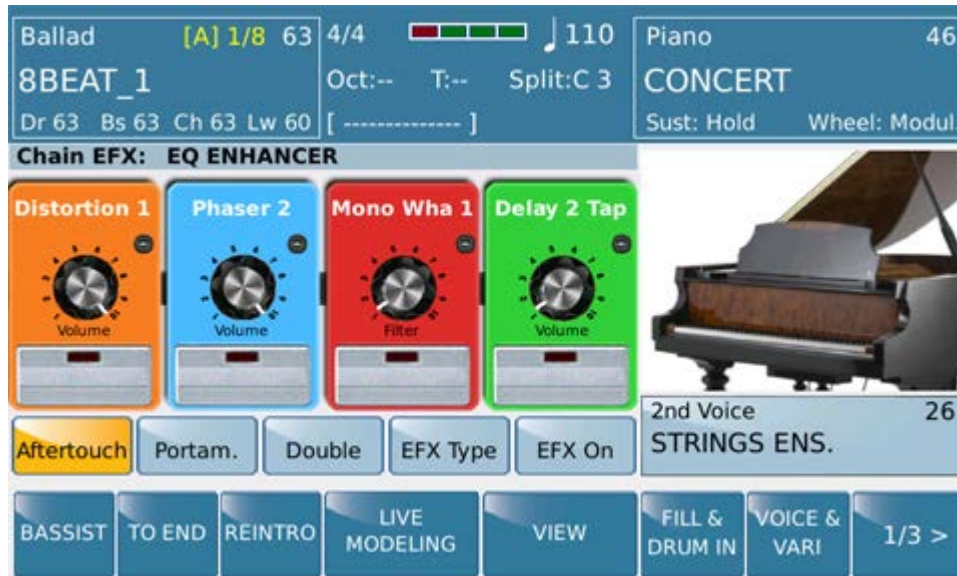 Ballad [A] 1/8 63
8BEAT_1
Dr 63 Bs 63 Ch 63 Lw 60
4/4 110
Oct:-- T:-- Split:C 3
[ -------------- ]
Piano 46
CONCERT
Sust: Hold Wheel: Modul
Chain EFX: EQ ENHANCER
Distortion 1 Phaser 2 Mono Wha 1 Delay 2 Tap
Volume Volume Filter Volume
2nd Voice 26
STRINGS ENS.
Aftertouch Portam. Double EFX Type EFX On
BASSIST TO END REINTRO LIVE MODELING VIEW FILL & DRUM IN VOICE & VARI 1/3 >